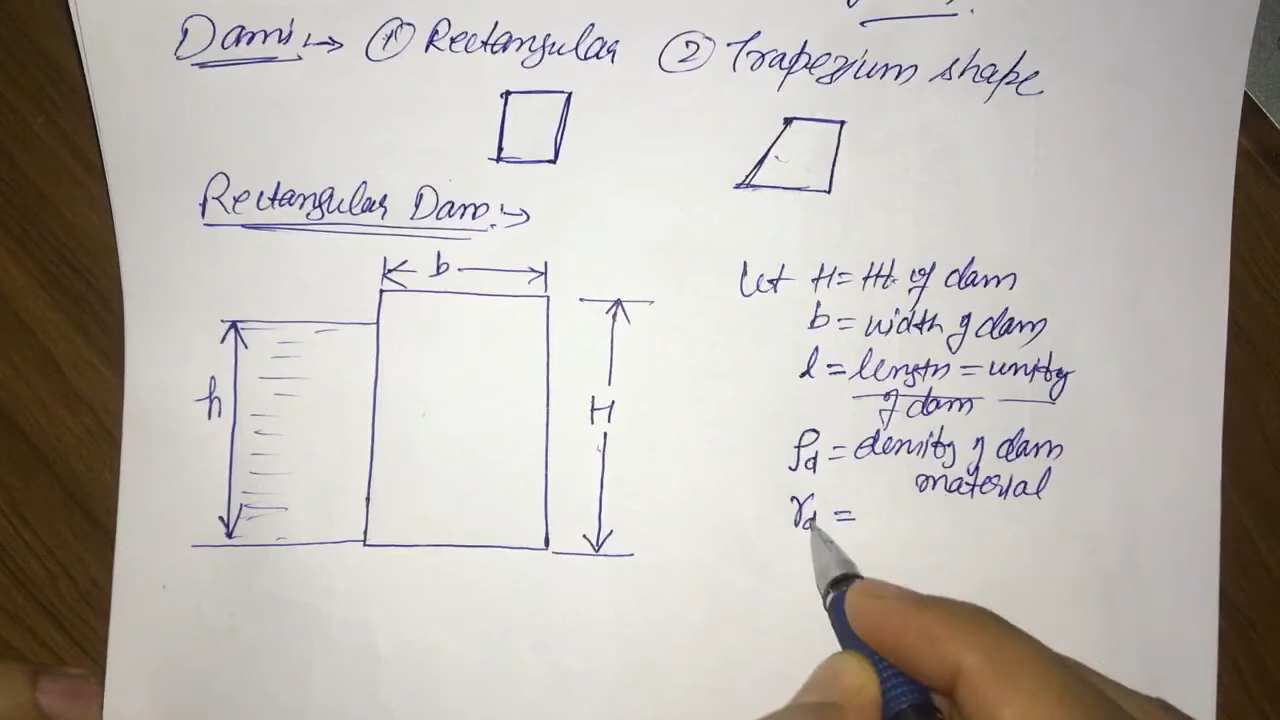 Dam:→ ① Rectangular ② Trapezium shape
Rectangular Dam:→
b
h
H
Let H = Ht. of dam
b = width of dam
l = length = unity
of dam
ρd = density of dam
material
γd =